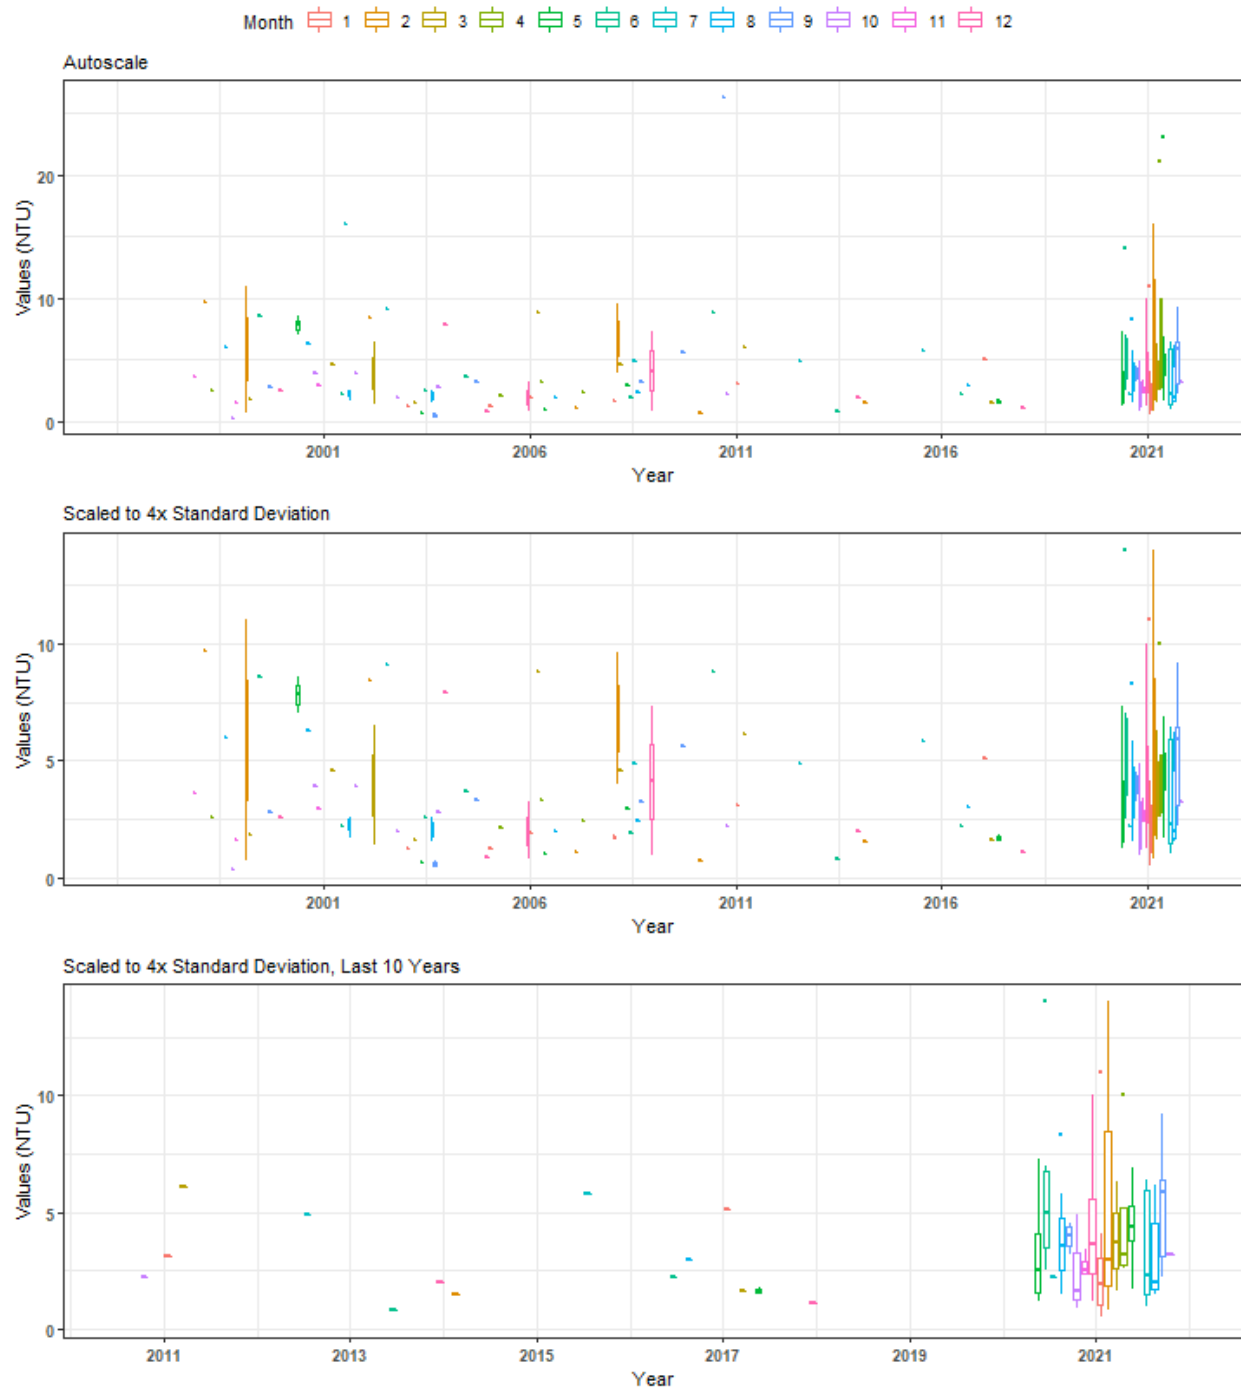 Month 1 2 3 4 5 6 7 8 9 10 11 12
Autoscale
Values (NTU)
20
10
0
2001 2006 2011 2016 2021
Year
Scaled to 4x Standard Deviation
Values (NTU)
10
5
0
2001 2006 2011 2016 2021
Year
Scaled to 4x Standard Deviation, Last 10 Years
Values (NTU)
10
5
0
2011 2013 2015 2017 2019 2021
Year